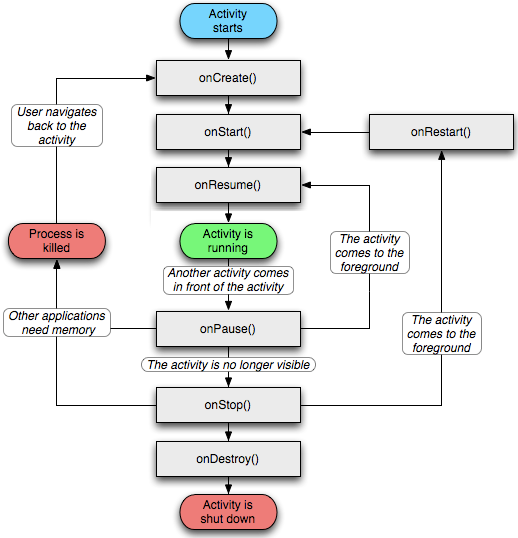 Activity
starts
onCreate()
User navigates
back to the
activity
onStart()
onRestart()
onResume()
Process is
killed
Activity is
running
The activity
comes to the
foreground
Another activity comes
in front of the activity
Other applications
need memory
onPause()
The activity
comes to the
foreground
The activity is no longer visible
onStop()
onDestroy()
Activity is
shut down